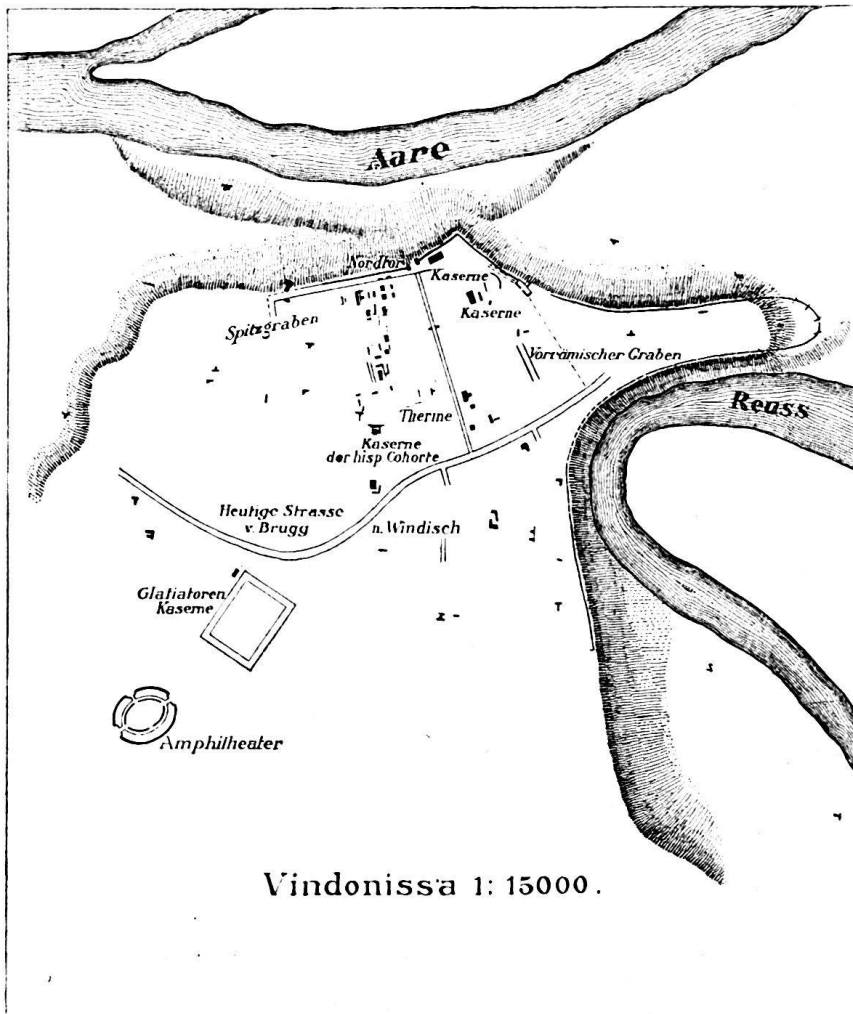 Aare
Nordtor
Kaserne
Kaserne
Spitzgraben
Vorrömischer Graben
Reuss
Therme
Kaserne
der hisp Cohorte
Heutige Strasse
v. Brugg
n. Windisch
Glatiatoren
Kaserne
Amphitheater
Vindonissa 1: 15000.